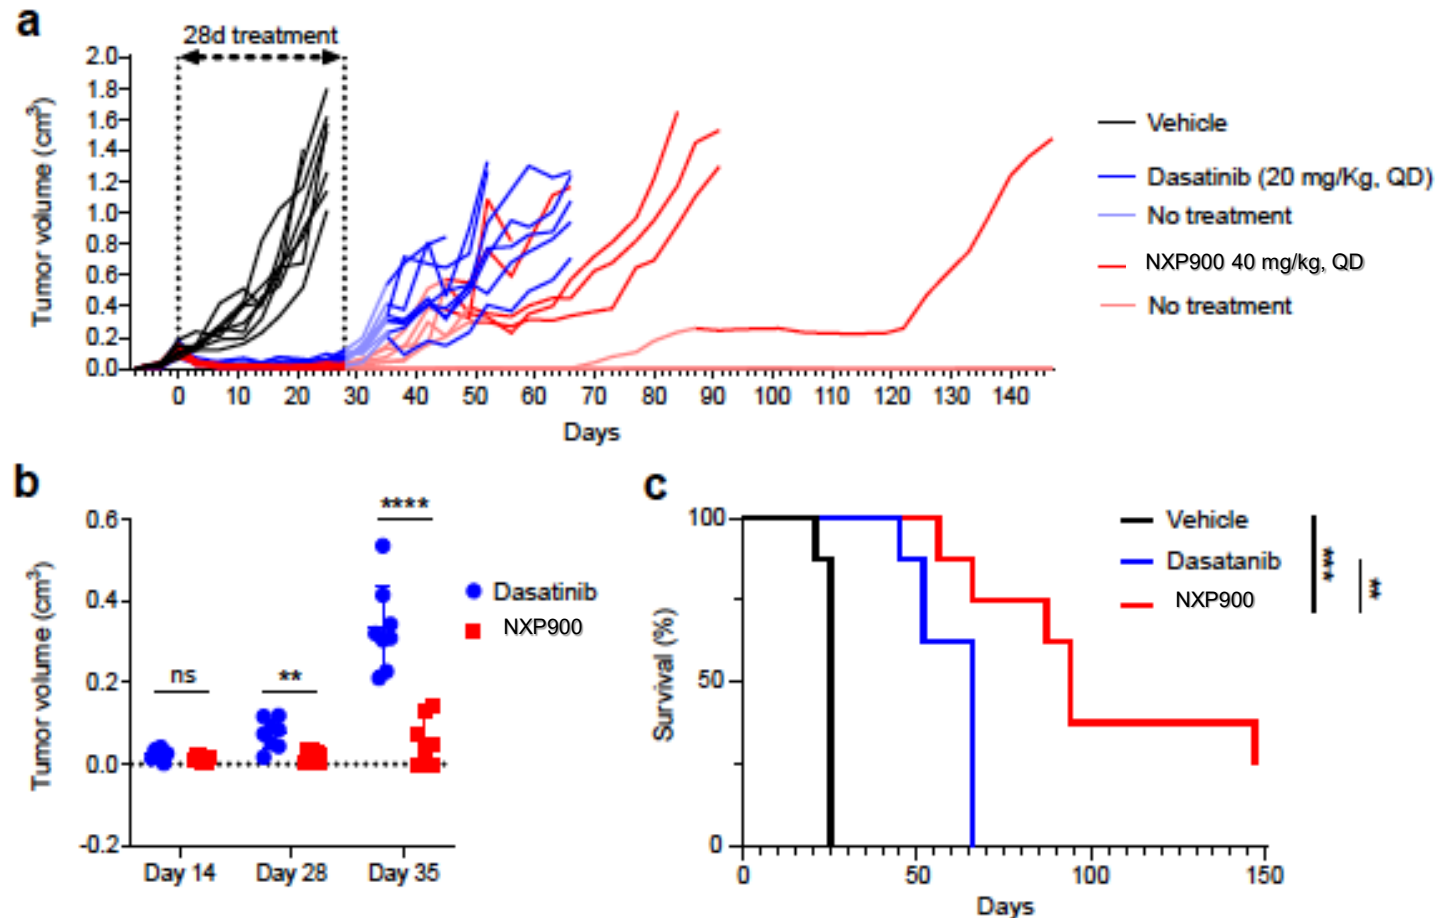 a
28d treatment
2.0
1.8
1.6
1.4
1.2
1.0
0.8
0.6
0.4
0.2
0.0
Tumor volume (cm³)
0 10 20 30 40 50 60 70 80 90 100 110 120 130 140
Days
Vehicle
Dasatinib (20 mg/Kg, QD)
No treatment
NXP900 40 mg/kg, QD
No treatment
b
0.6
0.4
0.2
0.0
-0.2
Tumor volume (cm³)
ns
**
****
Day 14 Day 28 Day 35
Dasatinib
NXP900
c
100
50
0
Survival (%)
0 50 100 150
Days
Vehicle
Dasatanib
NXP900
***
**